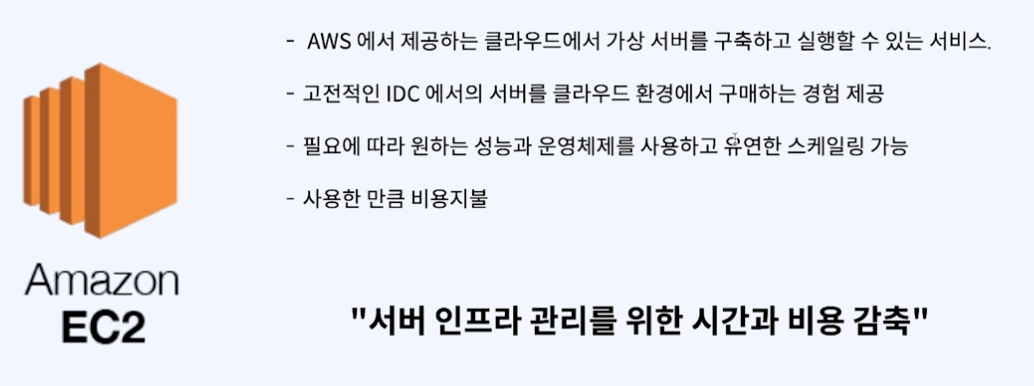 - AWS 에서 제공하는 클라우드에서 가상 서버를 구축하고 실행할 수 있는 서비스.
- 고전적인 IDC 에서의 서버를 클라우드 환경에서 구매하는 경험 제공
- 필요에 따라 원하는 성능과 운영체제를 사용하고 유연한 스케일링 가능
- 사용한 만큼 비용지불
Amazon
EC2
"서버 인프라 관리를 위한 시간과 비용 감축"